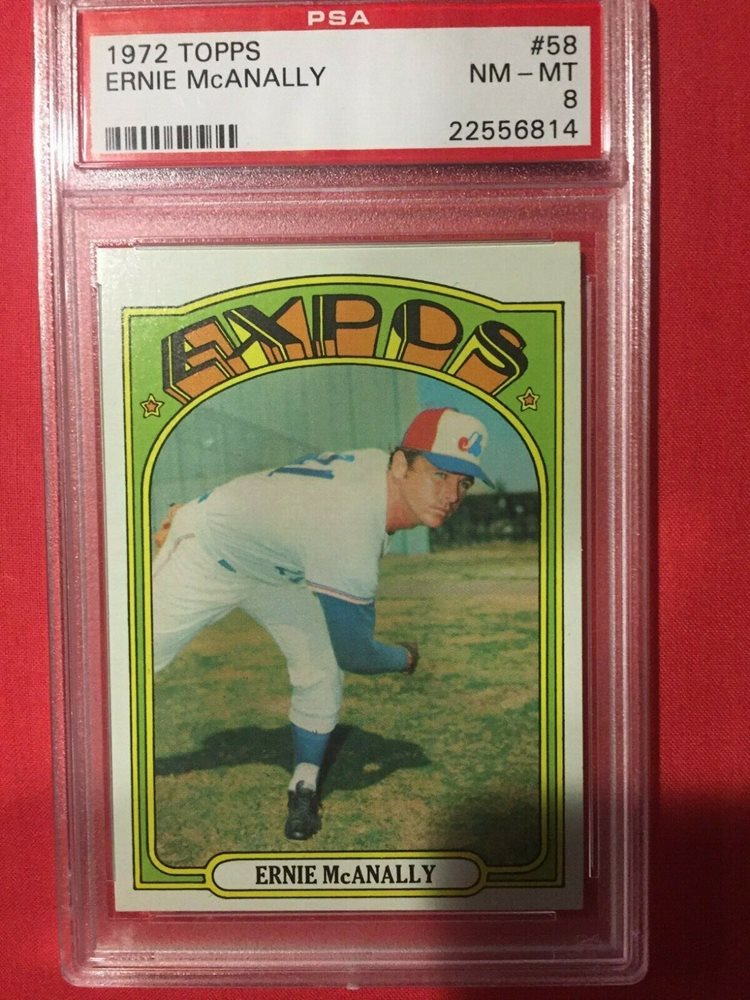 PSA
1972 TOPPS #58
ERNIE McANALLY NM - MT
8
22556814
EXPOS
ERNIE McANALLY